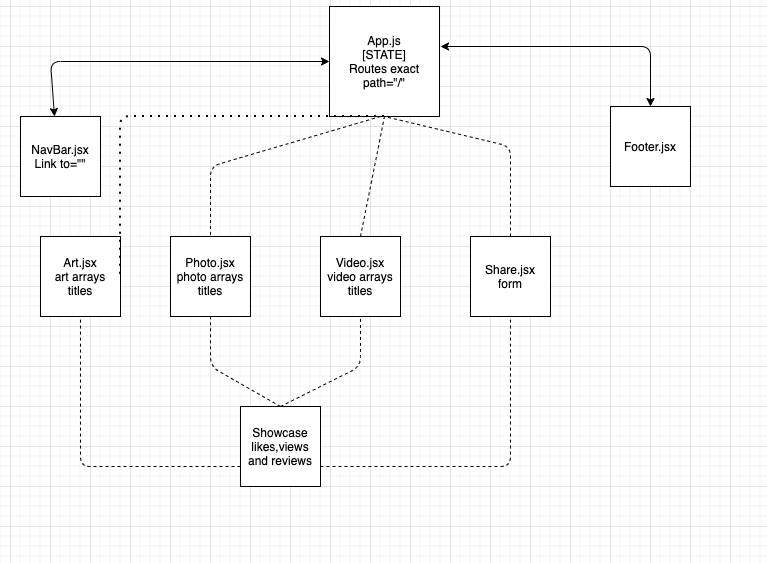 App.js
[STATE]
Routes exact
path="/"
NavBar.jsx
Link to=""
Footer.jsx
Art.jsx
art arrays
titles
Photo.jsx
photo arrays
titles
Video.jsx
video arrays
titles
Share.jsx
form
Showcase
likes,views
and reviews